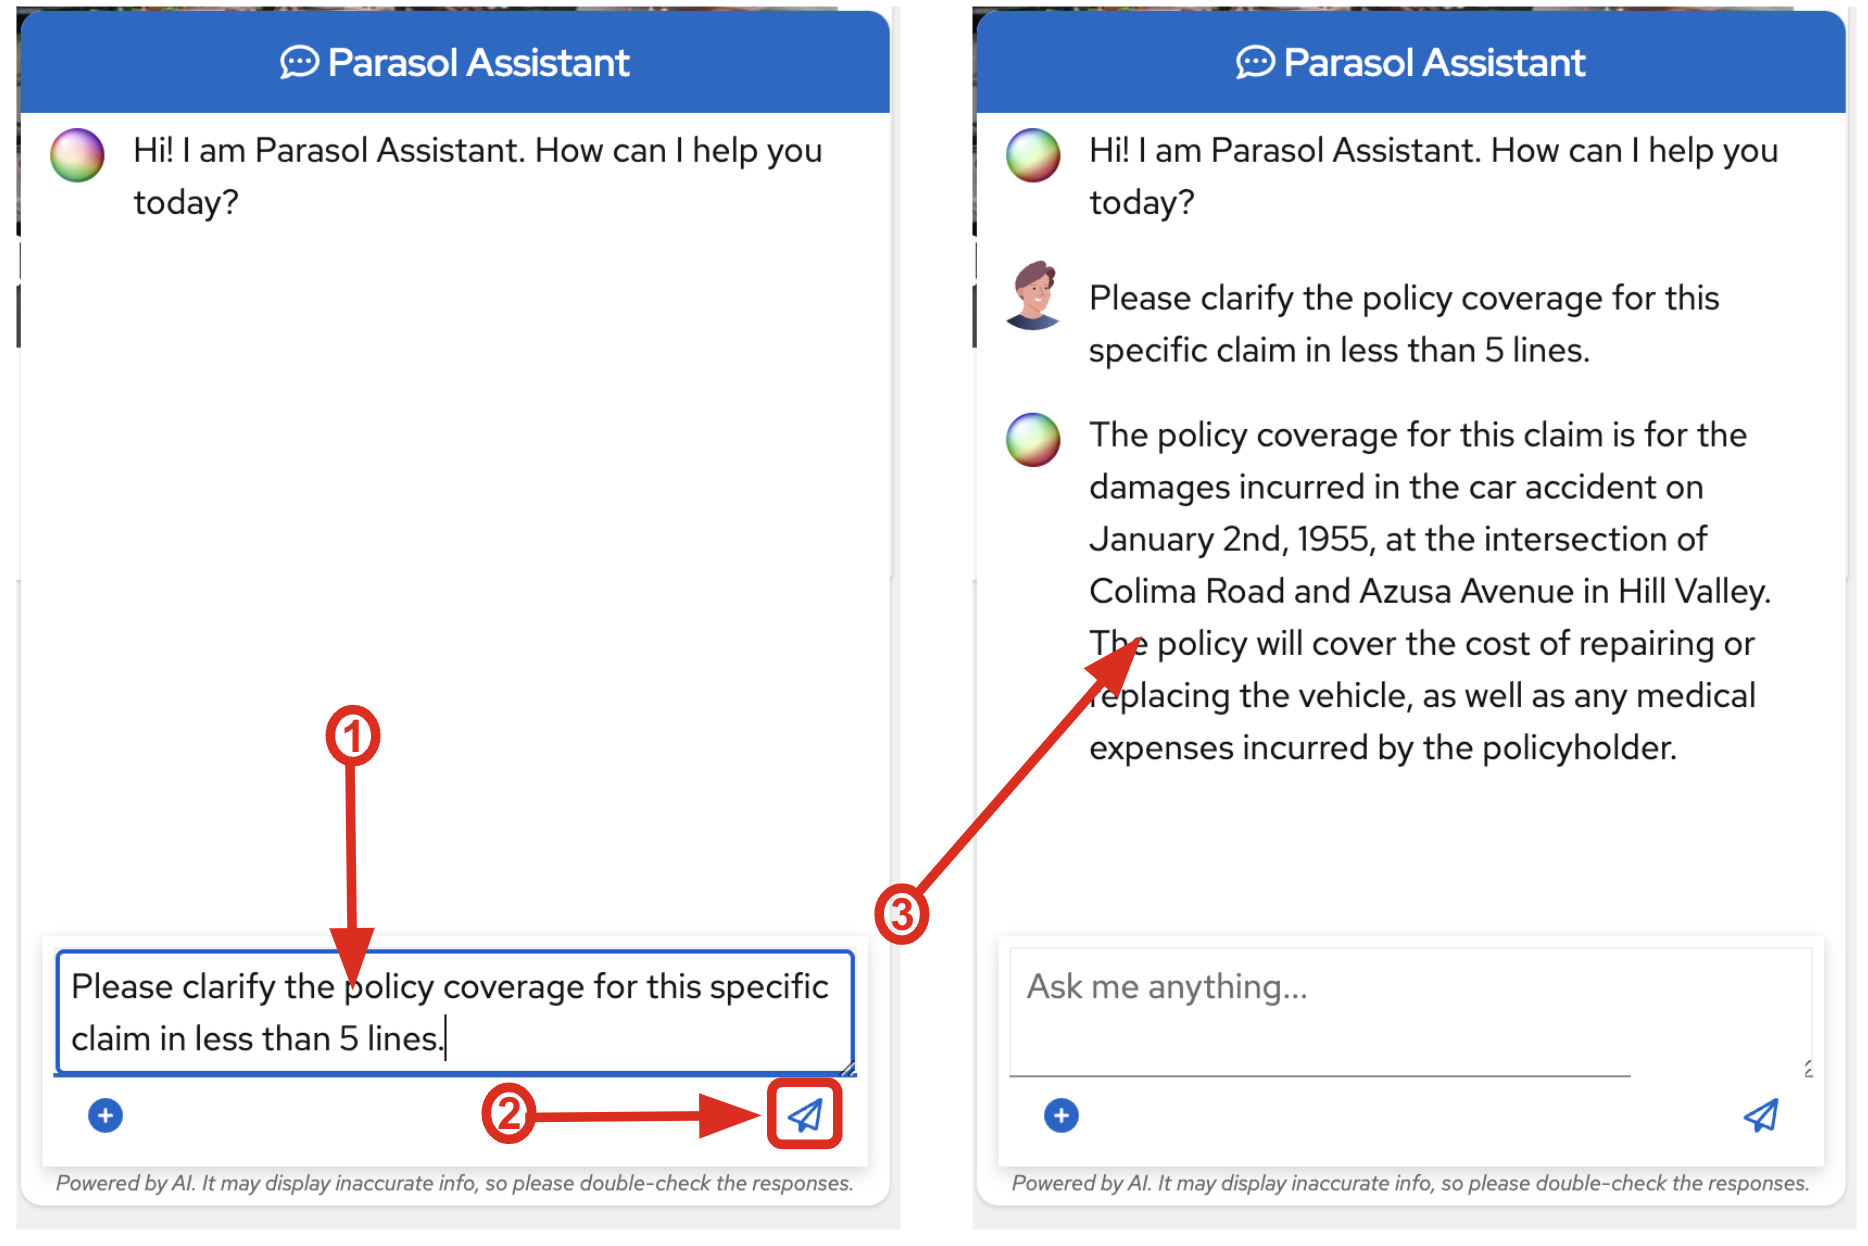 Parasol Assistant
Hi! I am Parasol Assistant. How can I help you
today?
1
Please clarify the policy coverage for this specific
claim in less than 5 lines.
2
Powered by AI. It may display inaccurate info, so please double-check the responses.
3
Parasol Assistant
Hi! I am Parasol Assistant. How can I help you
today?
Please clarify the policy coverage for this
specific claim in less than 5 lines.
The policy coverage for this claim is for the
damages incurred in the car accident on
January 2nd, 1955, at the intersection of
Colima Road and Azusa Avenue in Hill Valley.
The policy will cover the cost of repairing or
replacing the vehicle, as well as any medical
expenses incurred by the policyholder.
Ask me anything...
Powered by AI. It may display inaccurate info, so please double-check the responses.